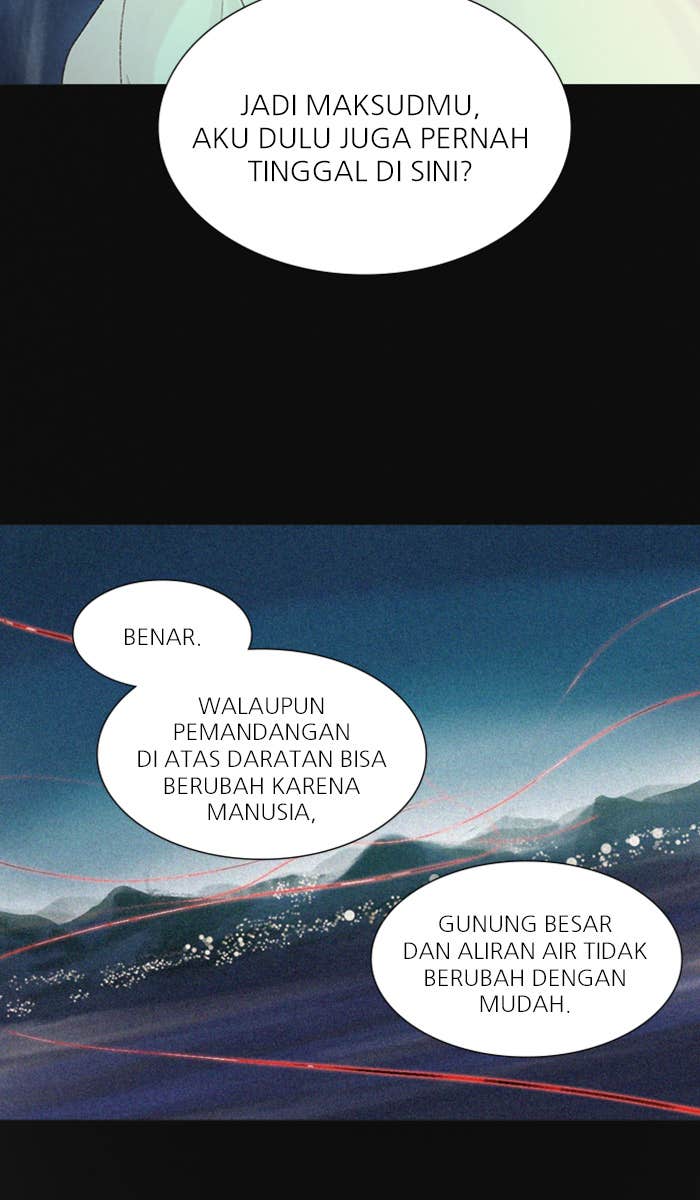 JADI MAKSUDMU,
AKU DULU JUGA PERNAH
TINGGAL DI SINI?
BENAR.
WALAUPUN
PEMANDANGAN
DI ATAS DARATAN BISA
BERUBAH KARENA
MANUSIA,
GUNUNG BESAR
DAN ALIRAN AIR TIDAK
BERUBAH DENGAN
MUDAH.